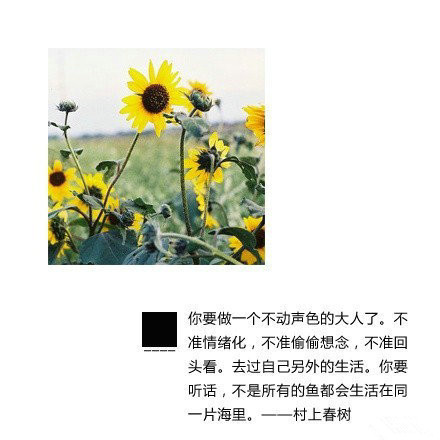 你要做一个不动声色的大人了。不
准情绪化，不准偷偷想念，不准回
头看。去过自己另外的生活。你要
听话，不是所有的鱼都会生活在同
一片海里。——村上春树